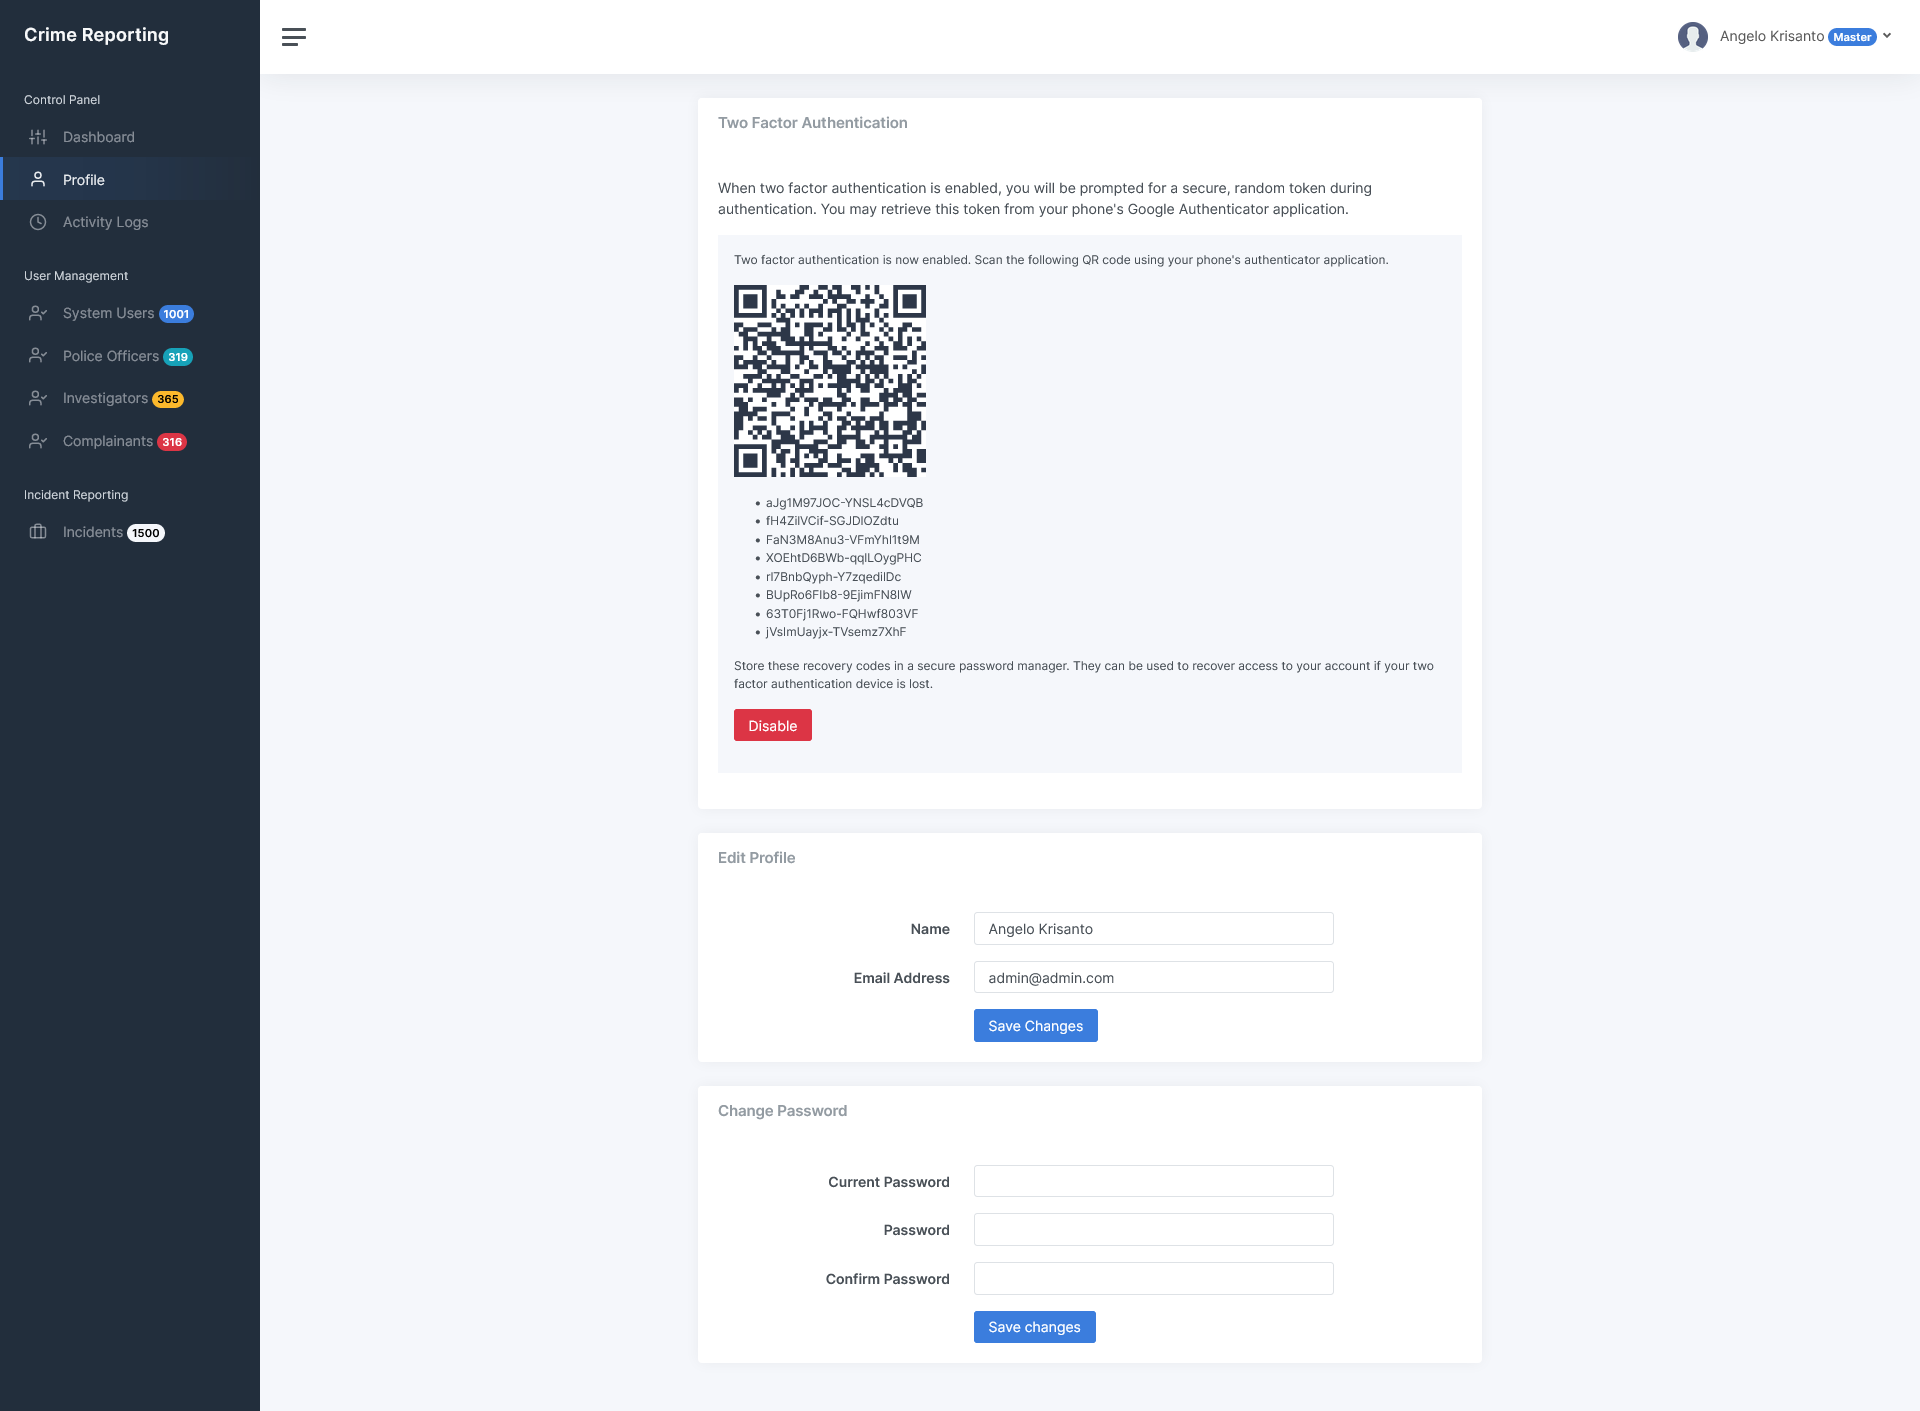 Crime Reporting
Control Panel
Dashboard
Profile
Activity Logs
User Management
System Users 1001
Police Officers 319
Investigators 365
Complainants 316
Incident Reporting
Incidents 1500
Angelo Krisanto Master
Two Factor Authentication
When two factor authentication is enabled, you will be prompted for a secure, random token during
authentication. You may retrieve this token from your phone's Google Authenticator application.
Two factor authentication is now enabled. Scan the following QR code using your phone's authenticator application.
• aJg1M97JOC-YNSL4cDVQB
• fH4ZilVCif-SGJDIOZdtu
• FaN3M8Anu3-VFmYhl1t9M
• XOEhtD6BWb-qqlLOygPHC
• rI7BnbQyph-Y7zqedilDc
• BUpRo6FIb8-9EjimFN8lW
• 63T0Fj1Rwo-FQHwf803VF
• jVsImUayjx-TVsemz7XhF
Store these recovery codes in a secure password manager. They can be used to recover access to your account if your two
factor authentication device is lost.
Disable
Edit Profile
Name
Angelo Krisanto
Email Address
admin@admin.com
Save Changes
Change Password
Current Password
Password
Confirm Password
Save changes